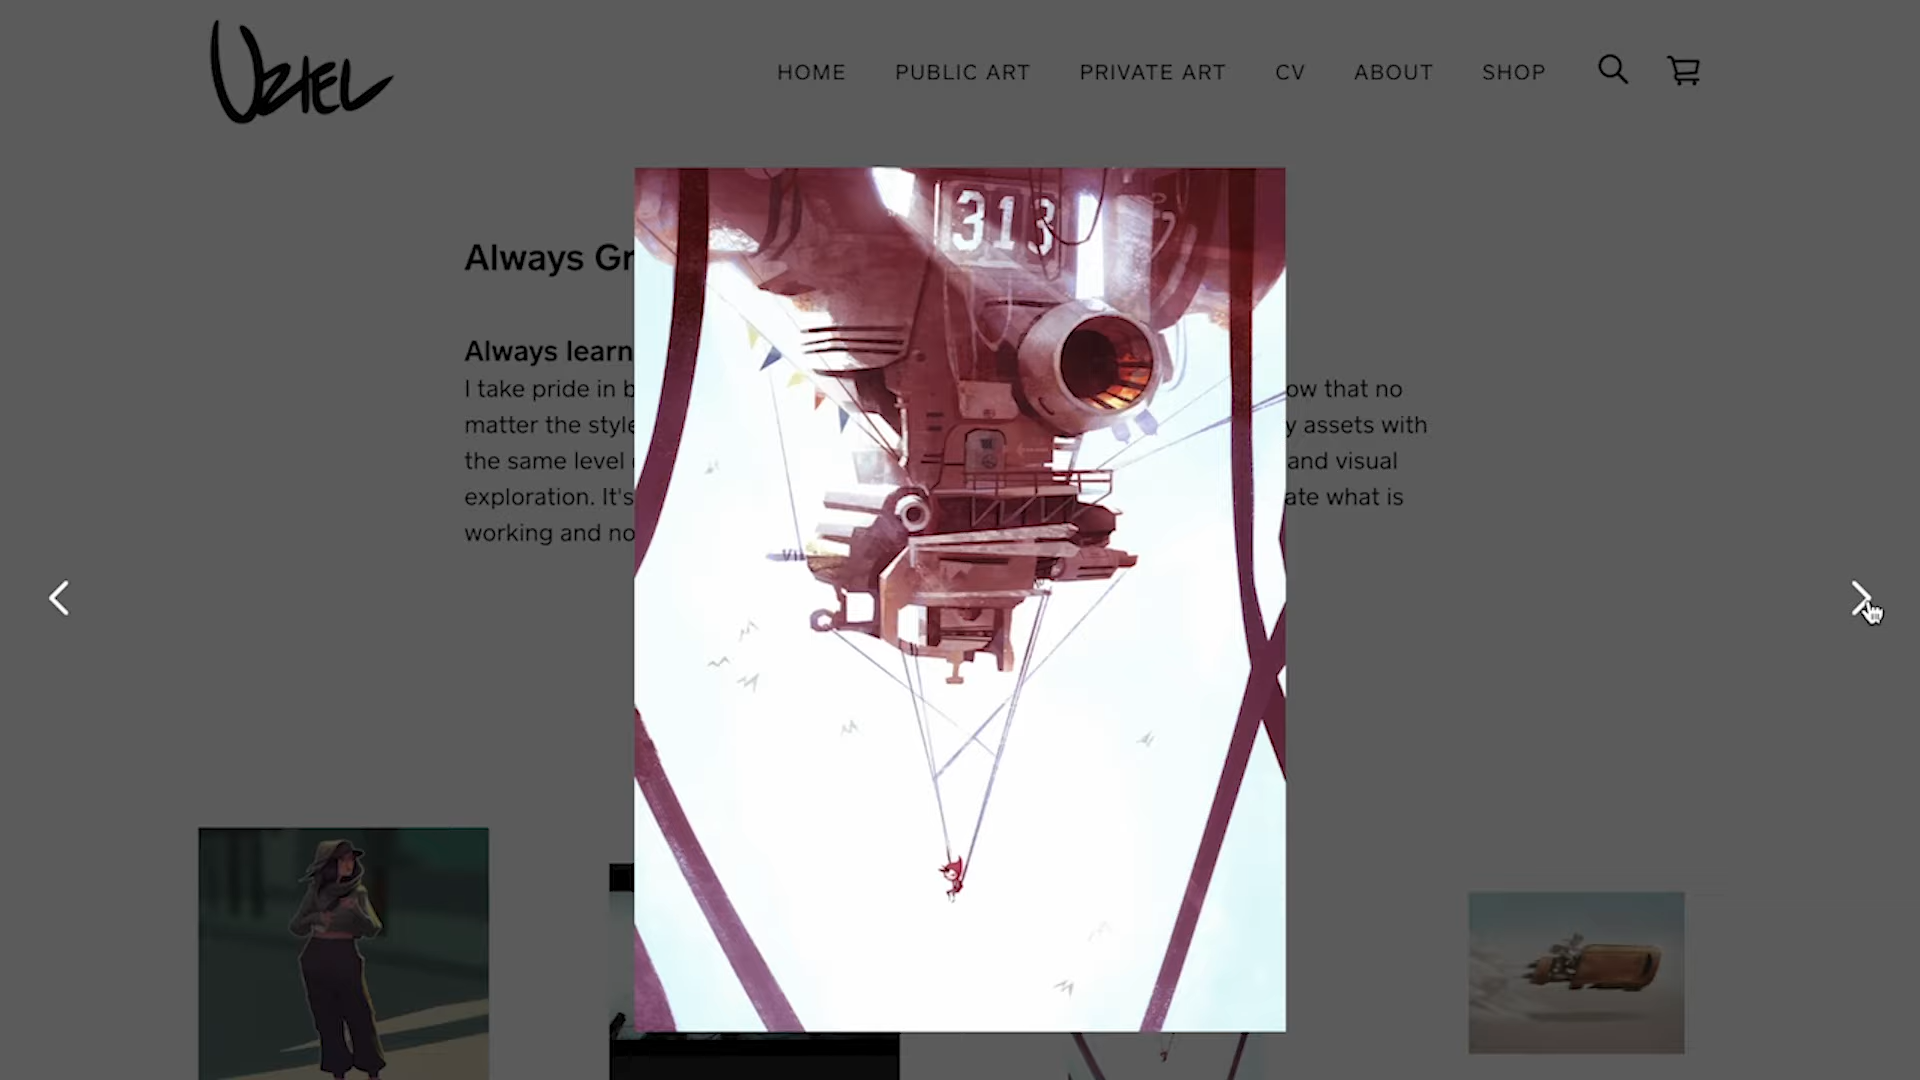 UZIEL
HOME PUBLIC ART PRIVATE ART CV ABOUT SHOP
313
Always Gr
Always learn
I take pride in b ow that no
matter the style y assets with
the same level and visual
exploration. It's ate what is
working and no